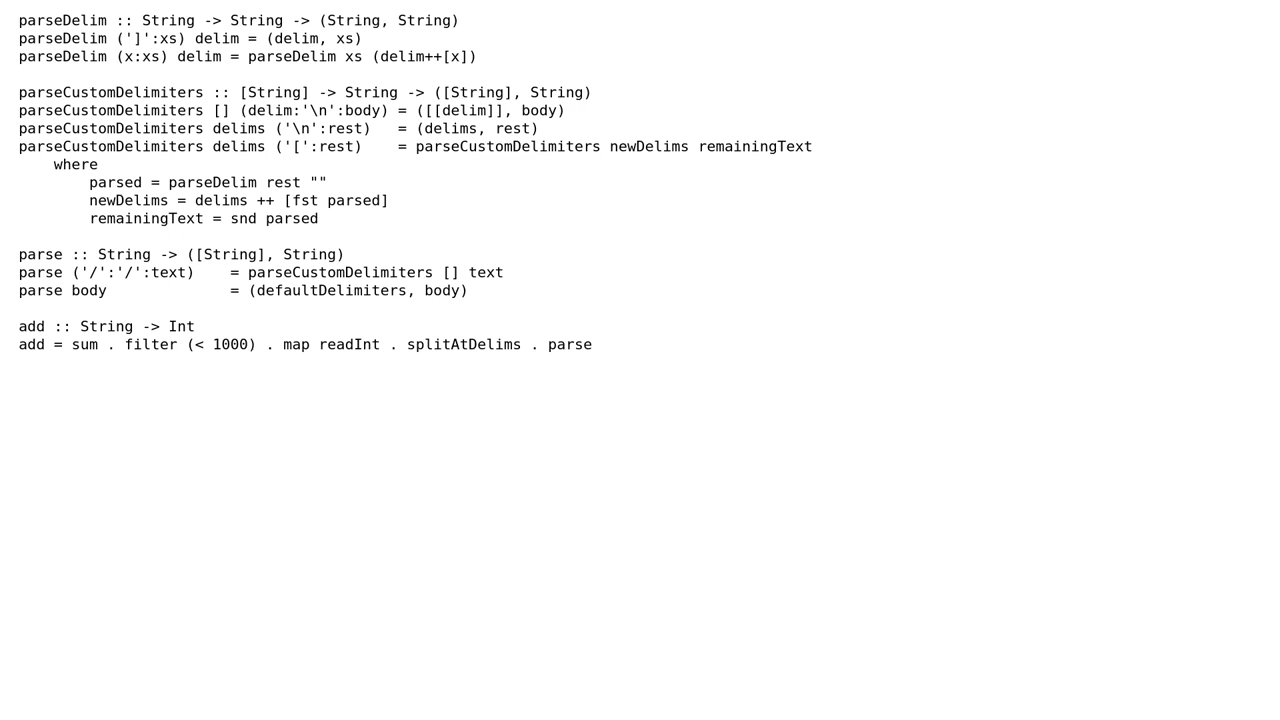 parseDelim :: String -> String -> (String, String)
parseDelim (']':xs) delim = (delim, xs)
parseDelim (x:xs) delim = parseDelim xs (delim++[x])

parseCustomDelimiters :: [String] -> String -> ([String], String)
parseCustomDelimiters [] (delim:'\n':body) = ([[delim]], body)
parseCustomDelimiters delims ('\n':rest)   = (delims, rest)
parseCustomDelimiters delims ('[':rest)    = parseCustomDelimiters newDelims remainingText
    where
        parsed = parseDelim rest ""
        newDelims = delims ++ [fst parsed]
        remainingText = snd parsed

parse :: String -> ([String], String)
parse ('/':'/':text)    = parseCustomDelimiters [] text
parse body              = (defaultDelimiters, body)

add :: String -> Int
add = sum . filter (< 1000) . map readInt . splitAtDelims . parse